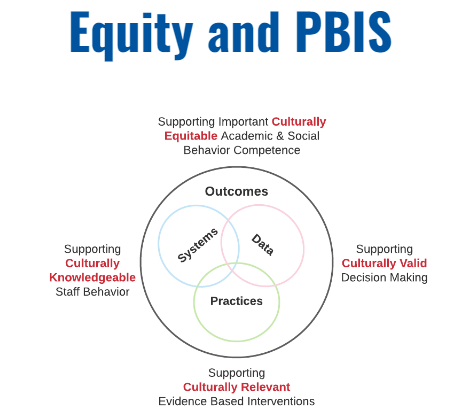 Equity and PBIS
Supporting Important Culturally
Equitable Academic & Social
Behavior Competence
Outcomes
Systems
Data
Practices
Supporting
Culturally
Knowledgeable
Staff Behavior
Supporting
Culturally Valid
Decision Making
Supporting
Culturally Relevant
Evidence Based Interventions